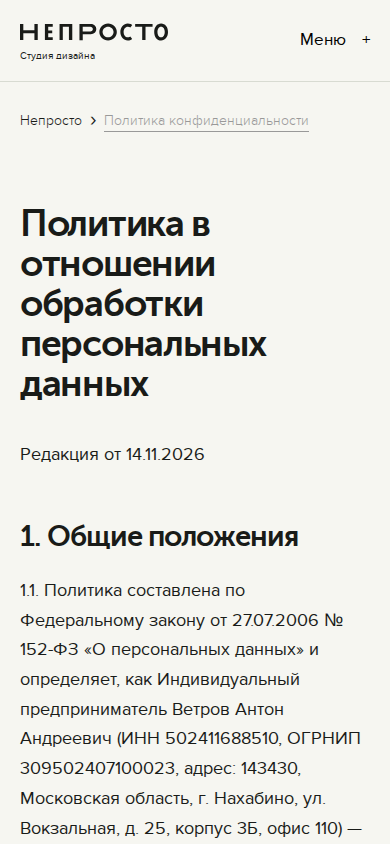 НЕПРОСТО
Студия дизайна
Меню +
Непросто > Политика конфиденциальности
Политика в
отношении
обработки
персональных
данных
Редакция от 14.11.2026
1. Общие положения
1.1. Политика составлена по
Федеральному закону от 27.07.2006 №
152-ФЗ «О персональных данных» и
определяет, как Индивидуальный
предприниматель Ветров Антон
Андреевич (ИНН 502411688510, ОГРНИП
309502407100023, адрес: 143430,
Московская область, г. Нахабино, ул.
Вокзальная, д. 25, корпус 3Б, офис 110) —